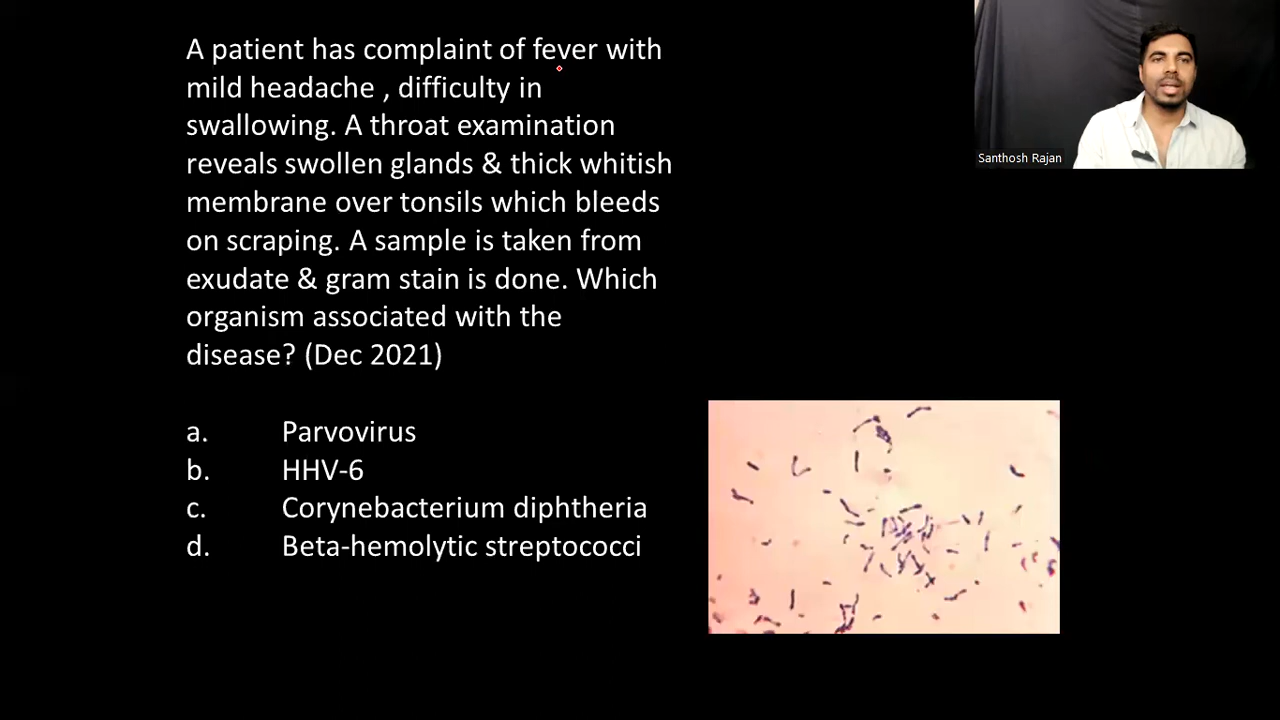 A patient has complaint of fever with
mild headache , difficulty in
swallowing. A throat examination
reveals swollen glands & thick whitish
membrane over tonsils which bleeds
on scraping. A sample is taken from
exudate & gram stain is done. Which
organism associated with the
disease? (Dec 2021)
a. Parvovirus
b. HHV-6
c. Corynebacterium diphtheria
d. Beta-hemolytic streptococci
Santhosh Rajan